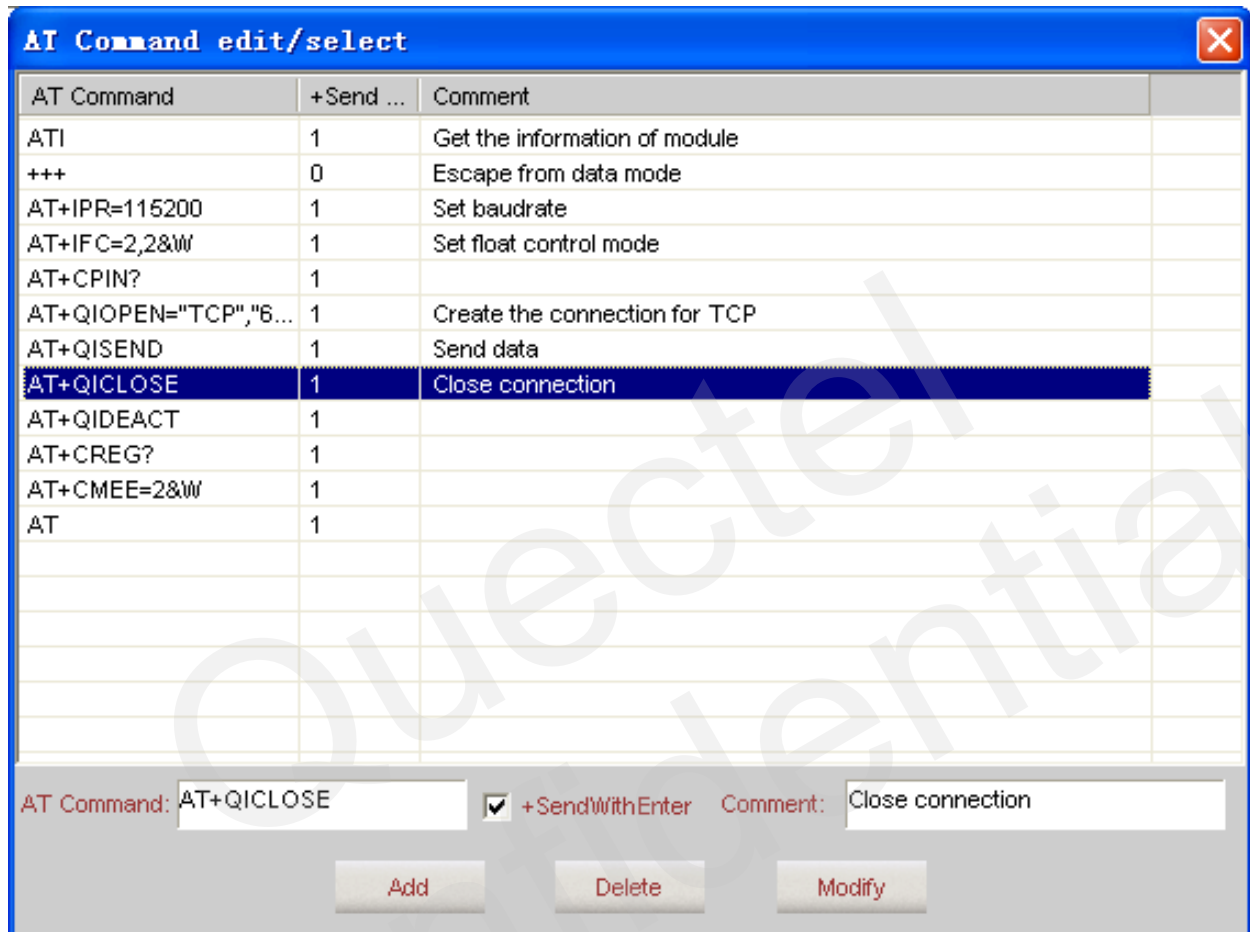 AT Command edit/select
AT Command +Send ... Comment
ATI 1 Get the information of module
+++ 0 Escape from data mode
AT+IPR=115200 1 Set baudrate
AT+IFC=2,2&W 1 Set float control mode
AT+CPIN? 1
AT+QIOPEN="TCP","6... 1 Create the connection for TCP
AT+QISEND 1 Send data
AT+QICLOSE 1 Close connection
AT+QIDEACT 1
AT+CREG? 1
AT+CMEE=2&W 1
AT 1
AT Command: AT+QICLOSE +SendWithEnter Comment: Close connection
Add Delete Modify
Quectel
nfidential